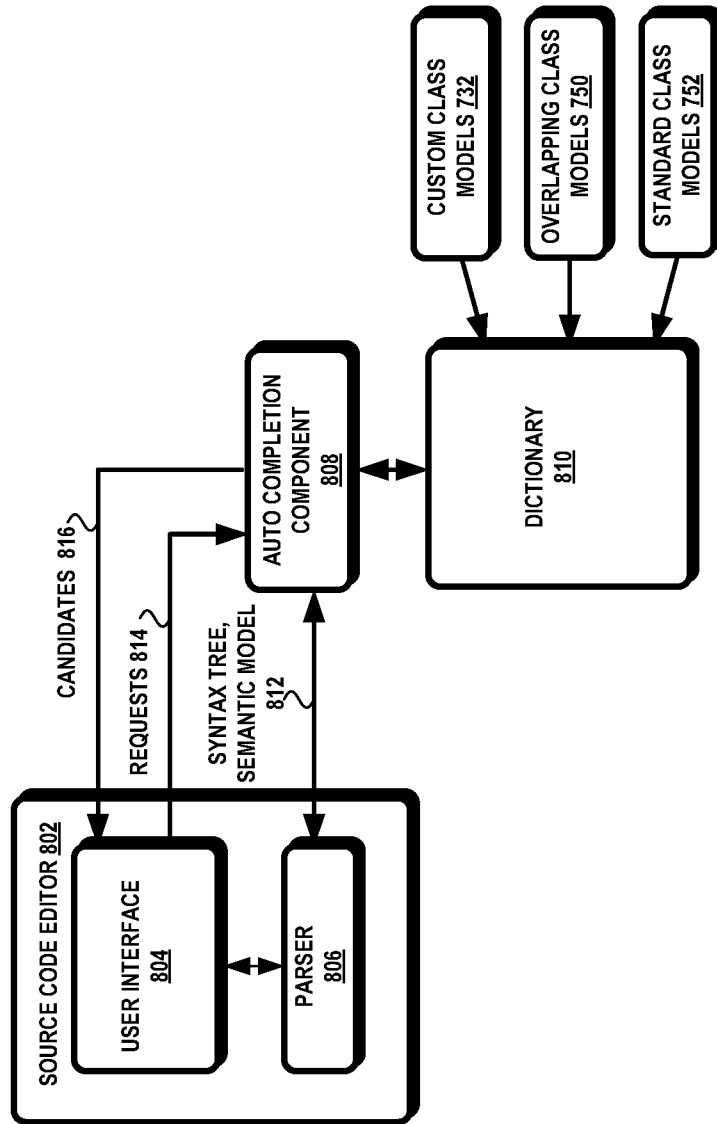 SOURCE CODE EDITOR 802
USER INTERFACE
804
PARSER
806
CANDIDATES 816
REQUESTS 814
SYNTAX TREE,
SEMANTIC MODEL
812
AUTO COMPLETION
COMPONENT
808
DICTIONARY
810
CUSTOM CLASS
MODELS 732
OVERLAPPING CLASS
MODELS 750
STANDARD CLASS
MODELS 752